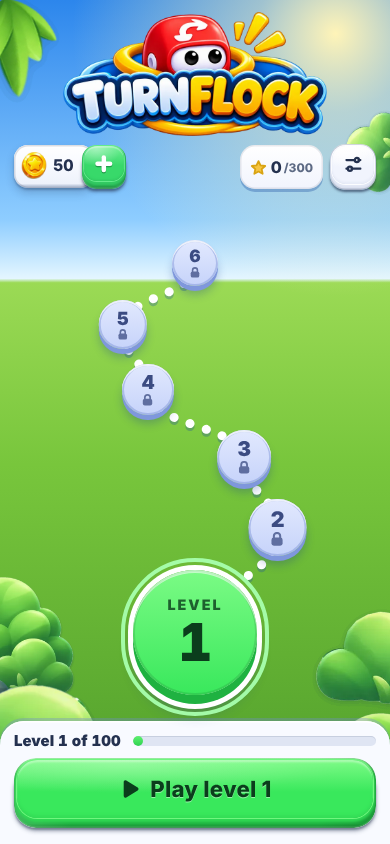 TURNFLOCK
50 +
0/300
6
5
4
3
2
LEVEL
1
Level 1 of 100
Play level 1